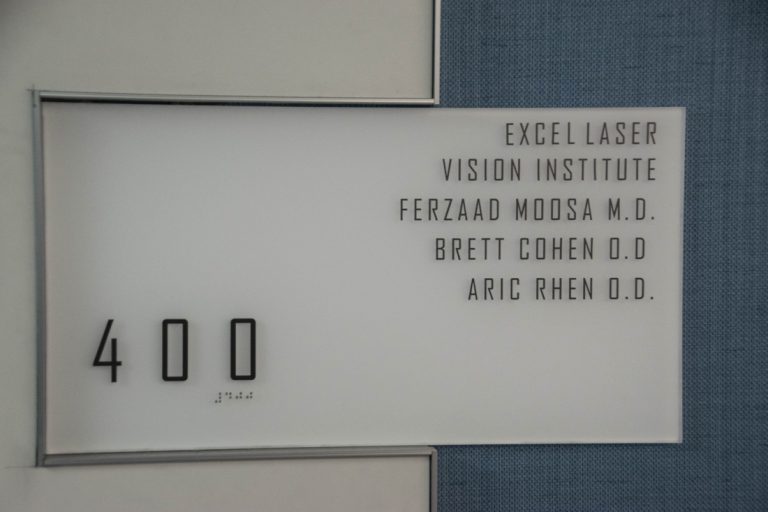 EXCEL LASER
VISION INSTITUTE
FERZAAD MOOSA M.D.
BRETT COHEN O.D
ARIC RHEN O.D.
400
⠼⠙⠚⠚